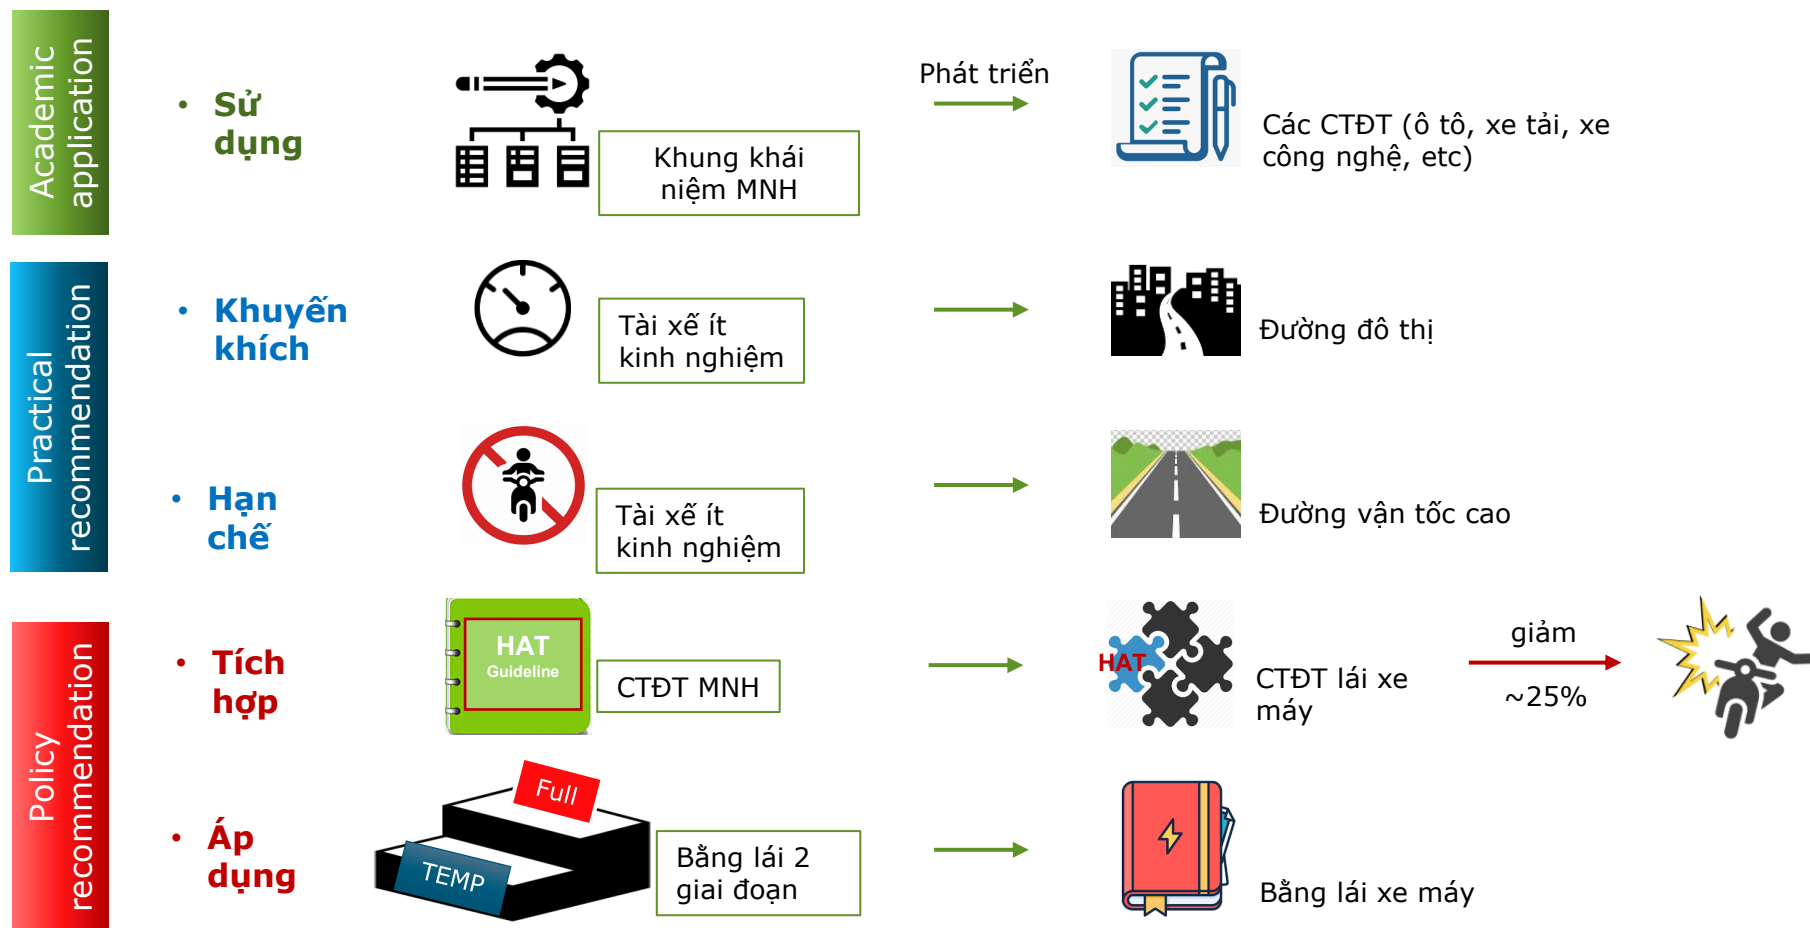 Academic
application
• Sử
dụng
Khung khái
niệm MNH
Phát triển
Các CTĐT (ô tô, xe tải, xe
công nghệ, etc)
Practical
recommendation
• Khuyến
khích
Tài xế ít
kinh nghiệm
Đường đô thị
• Hạn
chế
Tài xế ít
kinh nghiệm
Đường vận tốc cao
Policy
recommendation
• Tích
hợp
HAT
Guideline
CTĐT MNH
HAT
CTĐT lái xe
máy
giảm
~25%
• Áp
dụng
Full
TEMP
Bằng lái 2
giai đoạn
Bằng lái xe máy